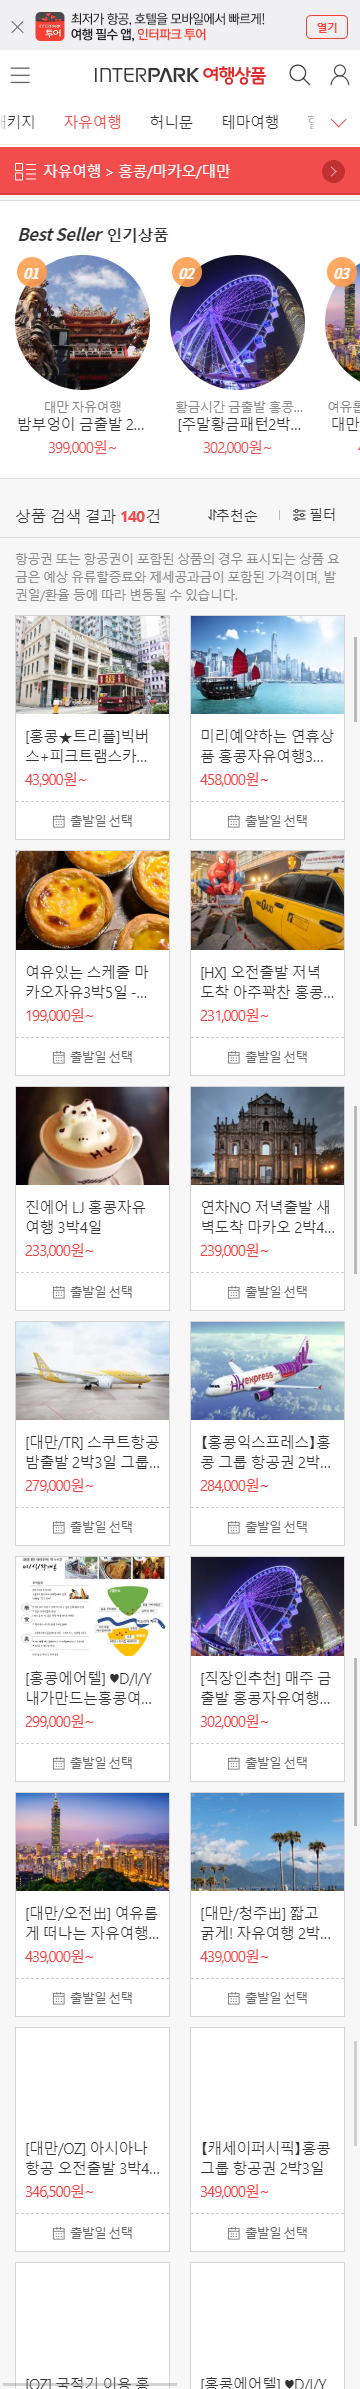 최저가 항공, 호텔을 모바일에서 빠르게!
여행 필수 앱, 인터파크 투어
열기
INTERPARK
투어
INTERPARK 여행상품
패키지 자유여행 허니문 테마여행
자유여행 > 홍콩/마카오/대만
Best Seller 인기상품
01 02 03
대만 자유여행
밤부엉이 금출발 2...
399,000원~
황금시간 금출발 홍콩...
[주말황금패턴2박...
302,000원~
여유롭
대만
상품 검색 결과 140건
추천순
필터
항공권 또는 항공권이 포함된 상품의 경우 표시되는 상품 요
금은 예상 유류할증료와 제세공과금이 포함된 가격이며, 발
권일/환율 등에 따라 변동될 수 있습니다.
[홍콩★트리플]빅버
스+피크트램스카...
43,900원~
출발일 선택
미리예약하는 연휴상
품 홍콩자유여행3...
458,000원~
출발일 선택
여유있는 스케줄 마
카오자유3박5일 -...
199,000원~
출발일 선택
[HX] 오전출발 저녁
도착 아주꽉찬 홍콩...
231,000원~
출발일 선택
HK
진에어 LJ 홍콩자유
여행 3박4일
233,000원~
출발일 선택
연차NO 저녁출발 새
벽도착 마카오 2박4...
239,000원~
출발일 선택
[대만/TR] 스쿠트항공
밤출발 2박3일 그룹...
279,000원~
출발일 선택
HK express
【홍콩익스프레스】홍
콩 그룹 항공권 2박...
284,000원~
출발일 선택
[홍콩에어텔] ♥D/I/Y
내가만드는홍콩여...
299,000원~
출발일 선택
[직장인추천] 매주 금
출발 홍콩자유여행...
302,000원~
출발일 선택
[대만/오전出] 여유롭
게 떠나는 자유여행...
439,000원~
출발일 선택
[대만/청주出] 짧고
굵게! 자유여행 2박...
439,000원~
출발일 선택
[대만/OZ] 아시아나
항공 오전출발 3박4...
346,500원~
출발일 선택
【캐세이퍼시픽】홍콩
그룹 항공권 2박3일
349,000원~
출발일 선택
[OZ] 국적기 이용 홍
[홍콩에어텔] ♥D/I/Y